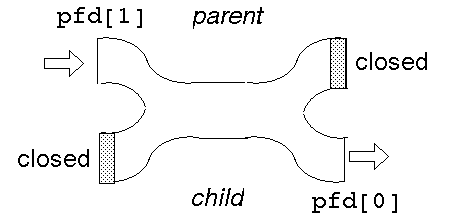 pfd[1]
parent
closed
closed
child
pfd[0]